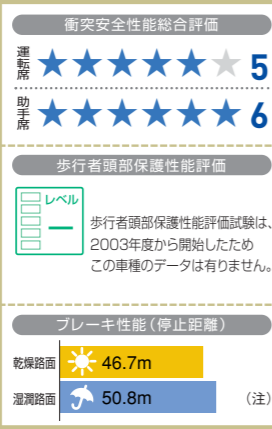 衝突安全性能総合評価
運転席 5
助手席 6
歩行者頭部保護性能評価
レベル
ー
歩行者頭部保護性能評価試験は、
2003年度から開始したため
この車種のデータは有りません。
ブレーキ性能(停止距離)
乾燥路面 46.7m
湿潤路面 50.8m (注)